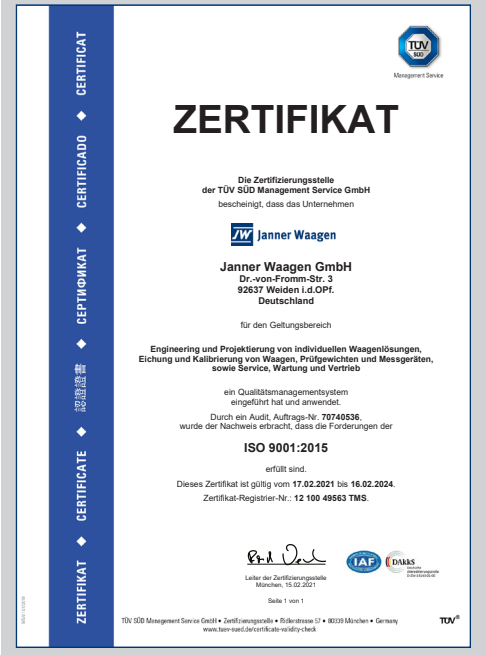 TÜV
SÜD
Management Service
ZERTIFIKAT ◆ CERTIFICATE ◆ 認證證書 ◆ СЕРТИФИКАТ ◆ CERTIFICADO ◆ CERTIFICAT
ZERTIFIKAT
Die Zertifizierungsstelle
der TÜV SÜD Management Service GmbH
bescheinigt, dass das Unternehmen
JW Janner Waagen
Janner Waagen GmbH
Dr.-von-Fromm-Str. 3
92637 Weiden i.d.OPf.
Deutschland
für den Geltungsbereich
Engineering und Projektierung von individuellen Waagenlösungen,
Eichung und Kalibrierung von Waagen, Prüfgewichten und Messgeräten,
sowie Service, Wartung und Vertrieb
ein Qualitätsmanagementsystem
eingeführt hat und anwendet.
Durch ein Audit, Auftrags-Nr. 70740536,
wurde der Nachweis erbracht, dass die Forderungen der
ISO 9001:2015
erfüllt sind.
Dieses Zertifikat ist gültig vom 17.02.2021 bis 16.02.2024.
Zertifikat-Registrier-Nr.: 12 100 49563 TMS.
IAF
DAkkS
Leiter der Zertifizierungsstelle
München, 15.02.2021
Seite 1 von 1
TÜV SÜD Management Service GmbH • Zertifizierungsstelle • Ridlerstrasse 57 • 80339 München • Germany
www.tuev-sued.de/certificate-validity-check
TÜV®